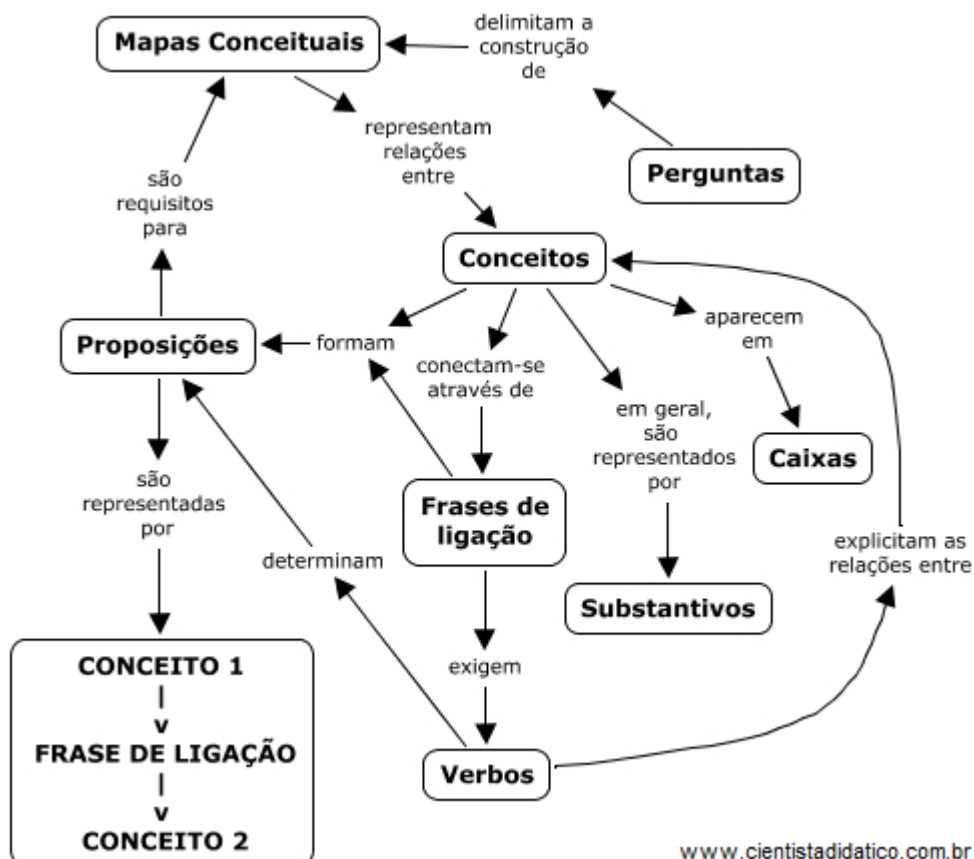 delimitam a
construção
de
Mapas Conceituais
representam
relações
entre
Perguntas
são
requisitos
para
Conceitos
Proposições
formam
conectam-se
através de
aparecem
em
em geral,
são
representados
por
Caixas
são
representadas
por
Frases de
ligação
determinam
explicitam as
relações entre
Substantivos
exigem
Verbos
CONCEITO 1
|
v
FRASE DE LIGAÇÃO
|
v
CONCEITO 2
www.cientistadidatico.com.br